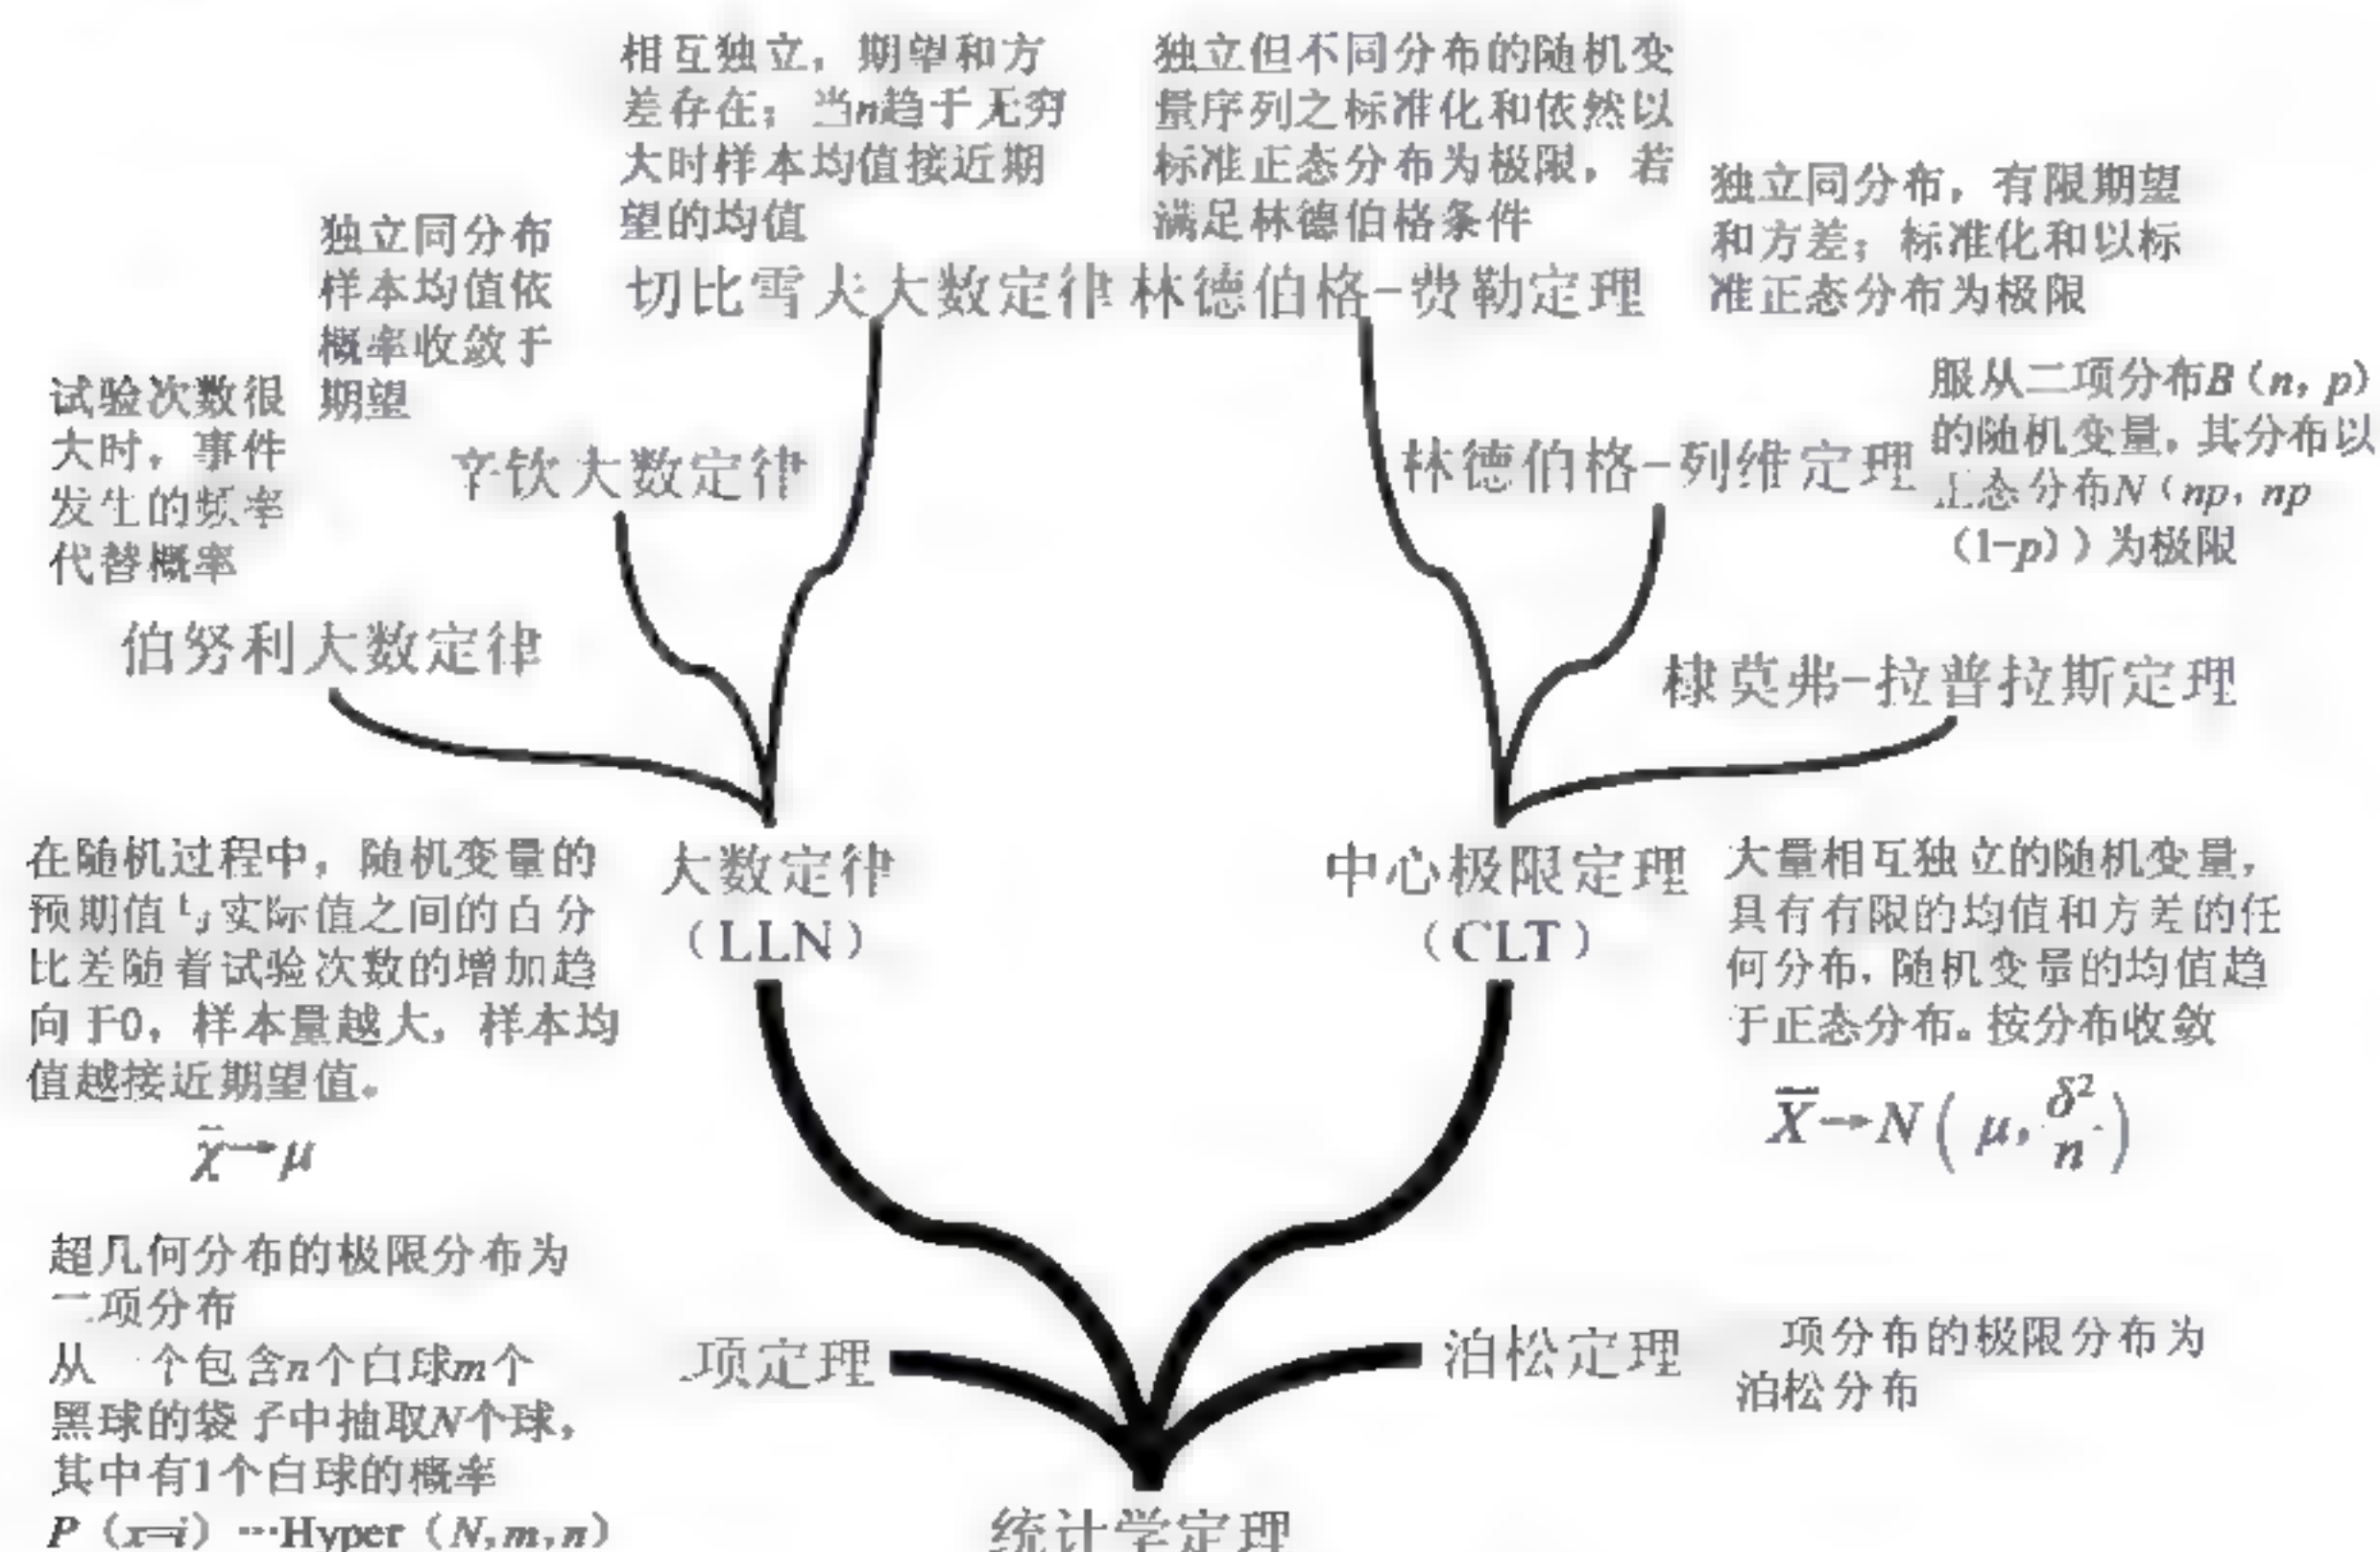 相互独立，期望和方
差存在；当n趋于无穷
大时样本均值接近期
望的均值
独立但不同分布的随机变
量序列之标准化和依然以
标准正态分布为极限，若
满足林德伯格条件
独立同分布，有限期望
和方差；标准化和以标
准正态分布为极限
独立同分布
样本均值依
概率收敛于
期望
切比雪夫大数定律
林德伯格-费勒定理
试验次数很
大时，事件
发生的频率
代替概率
服从二项分布B（n，p）
的随机变量，其分布以
正态分布N（np，np
（1-p））为极限
辛钦大数定律
林德伯格-列维定理
伯努利大数定律
棣莫弗-拉普拉斯定理
在随机过程中，随机变量的
预期值与实际值之间的百分
比差随着试验次数的增加趋
向于0，样本量越大，样本均
值越接近期望值。
χ̄→μ
大数定律
（LLN）
中心极限定理
（CLT）
大量相互独立的随机变量，
具有有限的均值和方差的任
何分布，随机变量的均值趋
于正态分布。按分布收敛
X̄→N(μ, δ²/n)
超几何分布的极限分布为
二项分布
从 个包含n个白球m个
黑球的袋子中抽取N个球，
其中有1个白球的概率
P（x=i）…Hyper（N,m,n）
项定理
泊松定理
项分布的极限分布为
泊松分布
统计学定理